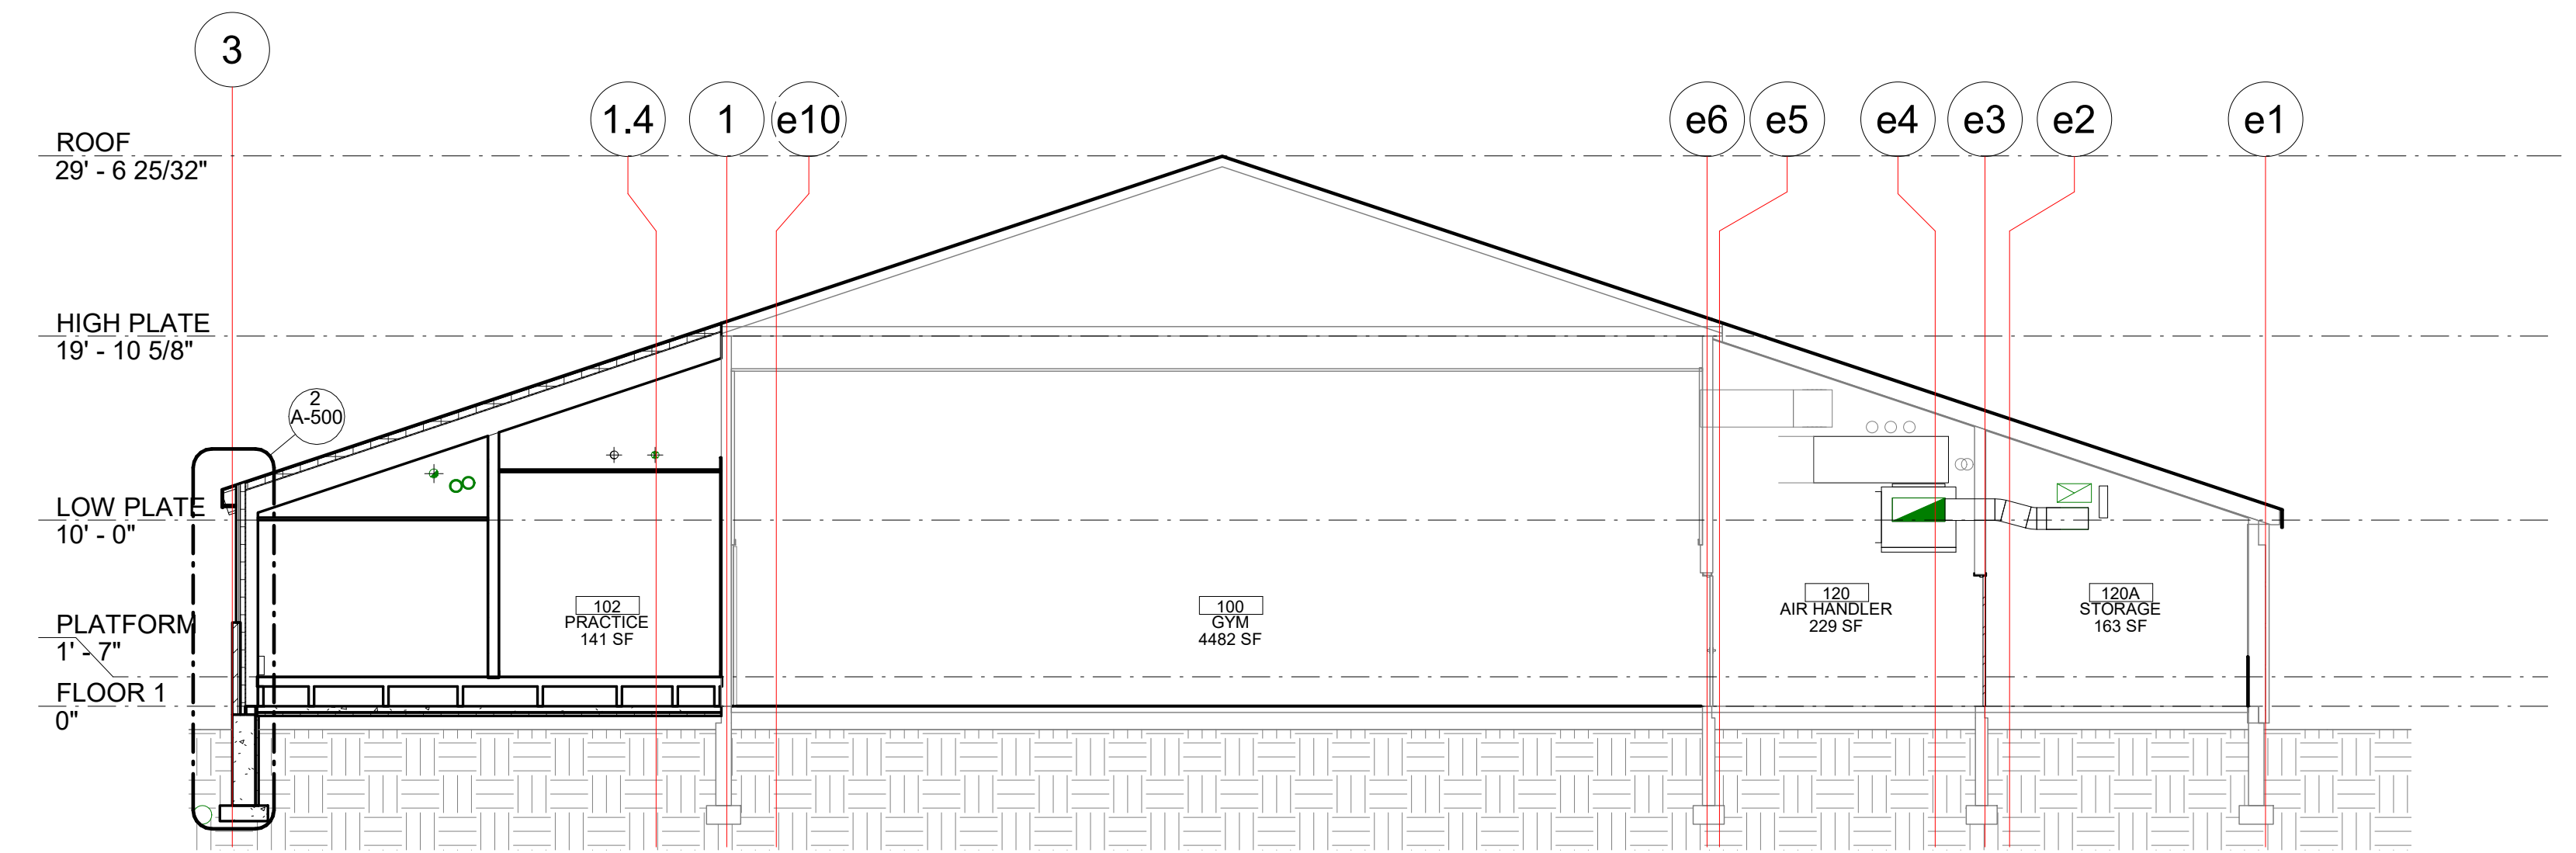 3
1.4
1
e10
e6
e5
e4
e3
e2
e1
ROOF
29' - 6 25/32"
HIGH PLATE
19' - 10 5/8"
2
A-500
LOW PLATE
10' - 0"
PLATFORM
1' - 7"
FLOOR 1
0"
102
PRACTICE
141 SF
100
GYM
4482 SF
120
AIR HANDLER
229 SF
120A
STORAGE
163 SF